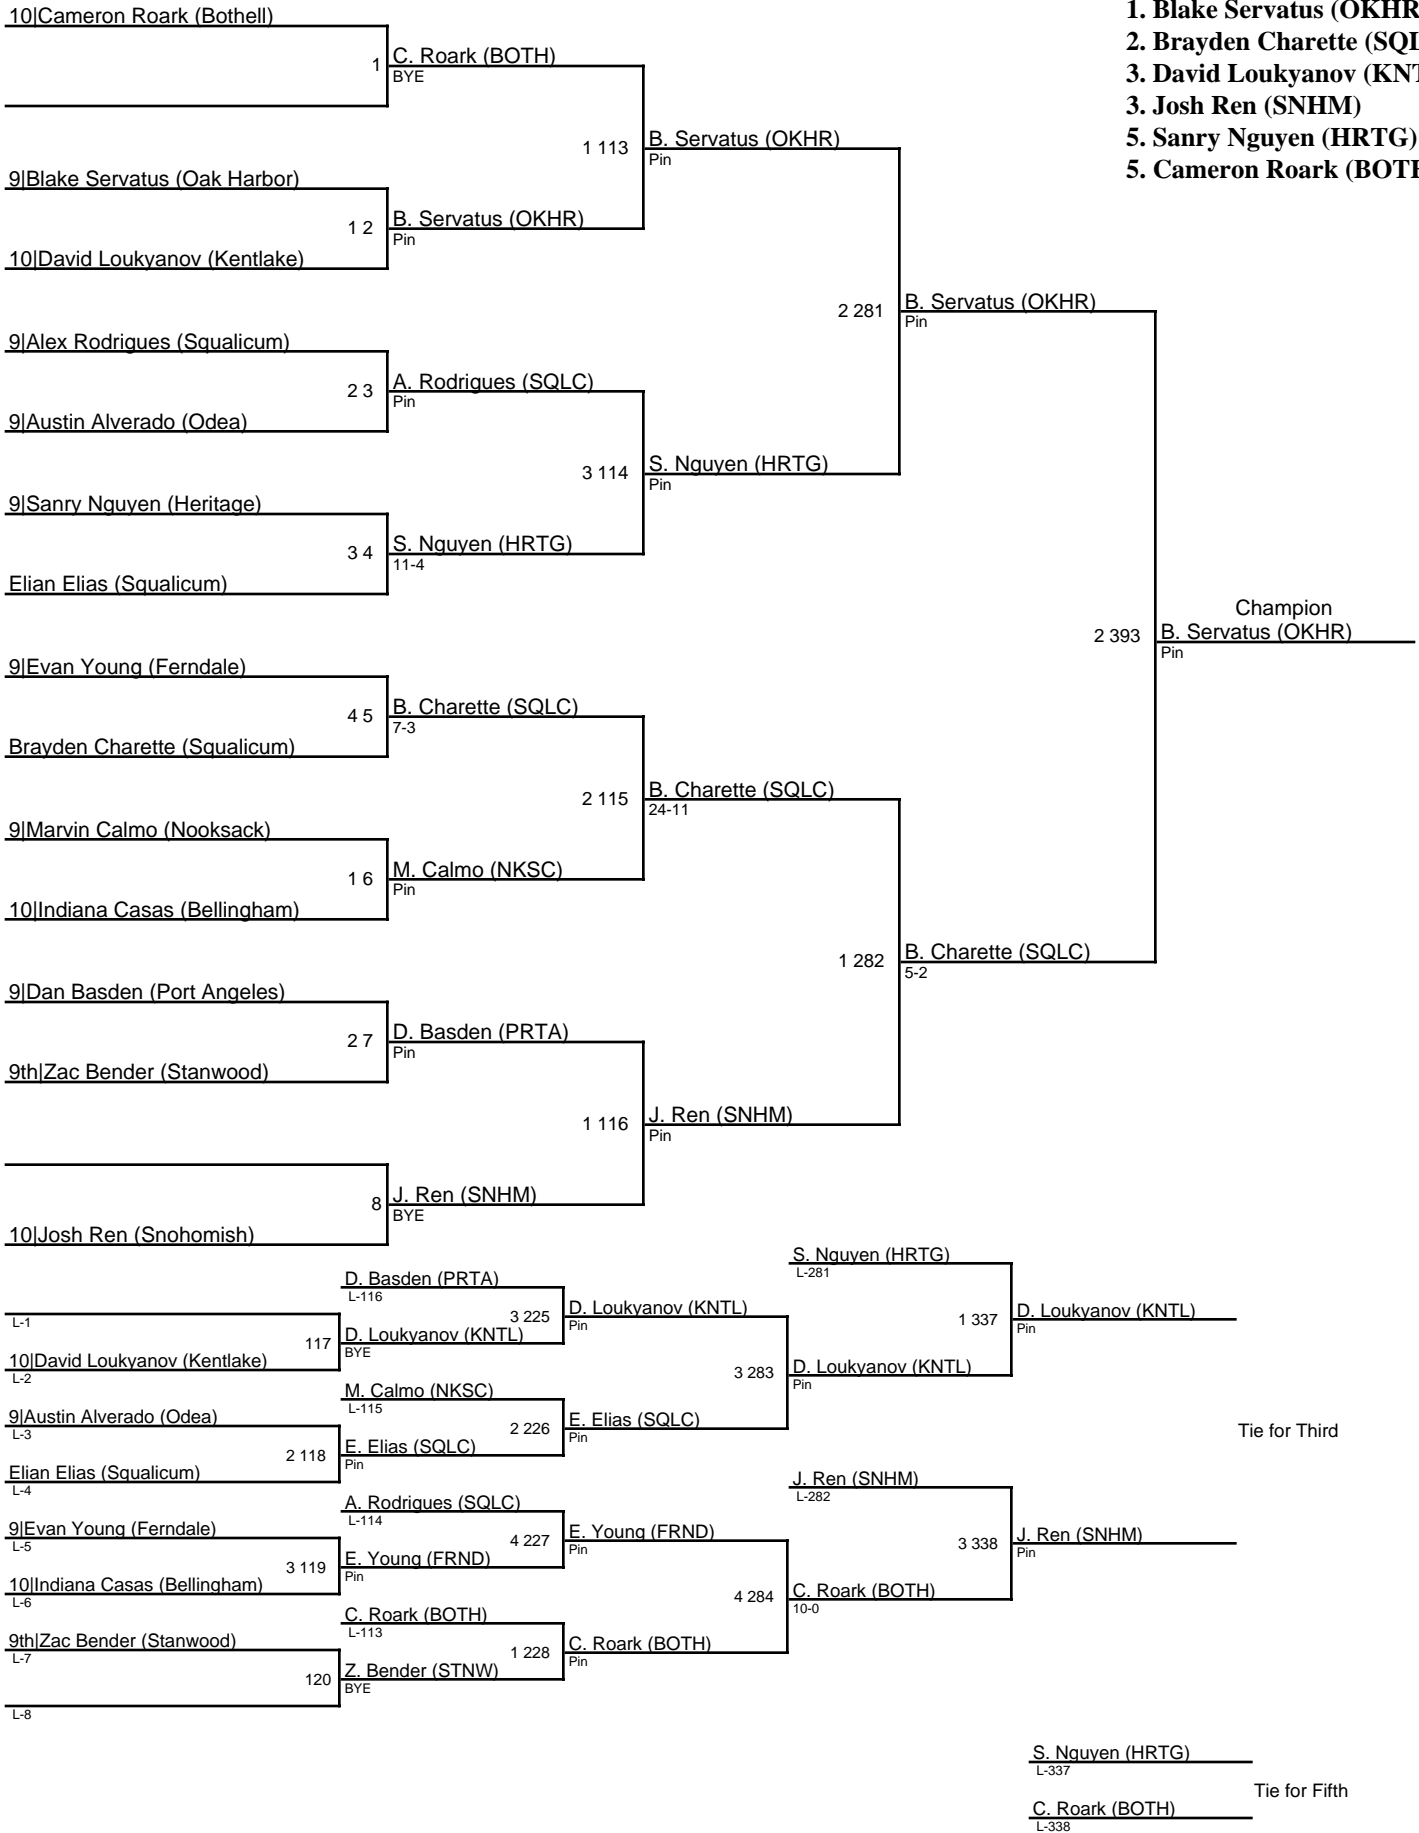 10|Cameron Roark (Bothell)
1
C. Roark (BOTH)
BYE
9|Blake Servatus (Oak Harbor)
1 2
B. Servatus (OKHR)
Pin
10|David Loukyanov (Kentlake)
1 113
B. Servatus (OKHR)
Pin
9|Alex Rodrigues (Squalicum)
2 3
A. Rodrigues (SQLC)
Pin
9|Austin Alverado (Odea)
9|Sanry Nguyen (Heritage)
3 4
S. Nguyen (HRTG)
11-4
Elian Elias (Squalicum)
3 114
S. Nguyen (HRTG)
Pin
2 281
B. Servatus (OKHR)
Pin
9|Evan Young (Ferndale)
4 5
B. Charette (SQLC)
7-3
Brayden Charette (Squalicum)
9|Marvin Calmo (Nooksack)
1 6
M. Calmo (NKSC)
Pin
10|Indiana Casas (Bellingham)
2 115
B. Charette (SQLC)
24-11
9|Dan Basden (Port Angeles)
2 7
D. Basden (PRTA)
Pin
9th|Zac Bender (Stanwood)
8
J. Ren (SNHM)
BYE
10|Josh Ren (Snohomish)
1 116
J. Ren (SNHM)
Pin
1 282
B. Charette (SQLC)
5-2
2 393
Champion
B. Servatus (OKHR)
Pin
1. Blake Servatus (OKHR
2. Brayden Charette (SQL
3. David Loukyanov (KNT
3. Josh Ren (SNHM)
5. Sanry Nguyen (HRTG)
5. Cameron Roark (BOTH
L-1
10|David Loukyanov (Kentlake)
L-2
117
D. Basden (PRTA)
L-116
D. Loukyanov (KNTL)
BYE
3 225
D. Loukyanov (KNTL)
Pin
9|Austin Alverado (Odea)
L-3
Elian Elias (Squalicum)
L-4
2 118
M. Calmo (NKSC)
L-115
E. Elias (SQLC)
Pin
2 226
E. Elias (SQLC)
Pin
3 283
S. Nguyen (HRTG)
L-281
D. Loukyanov (KNTL)
Pin
1 337
D. Loukyanov (KNTL)
Pin
9|Evan Young (Ferndale)
L-5
10|Indiana Casas (Bellingham)
L-6
3 119
A. Rodrigues (SQLC)
L-114
E. Young (FRND)
Pin
4 227
E. Young (FRND)
Pin
9th|Zac Bender (Stanwood)
L-7
L-8
120
C. Roark (BOTH)
L-113
Z. Bender (STNW)
BYE
1 228
C. Roark (BOTH)
Pin
4 284
J. Ren (SNHM)
L-282
C. Roark (BOTH)
10-0
3 338
J. Ren (SNHM)
Pin
Tie for Third
S. Nguyen (HRTG)
L-337
C. Roark (BOTH)
L-338
Tie for Fifth